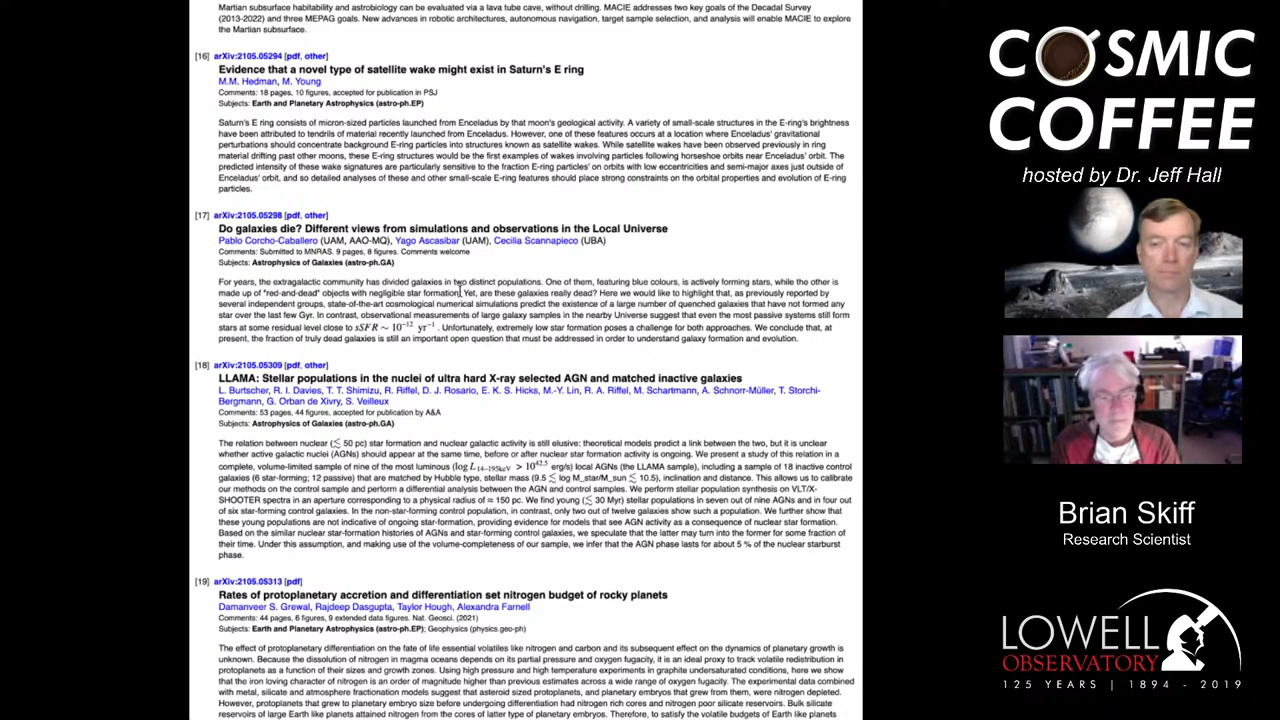 Martian subsurface habitability and astrobiology can be evaluated via a lava tube cave, without drilling. MACIE addresses two key goals of the Decadal Survey
(2013-2022) and three MEPAG goals. New advances in robotic architectures, autonomous navigation, target sample selection, and analysis will enable MACIE to explore
the Martian subsurface.
[16] arXiv:2105.05294 [pdf, other]
Evidence that a novel type of satellite wake might exist in Saturn's E ring
M.M. Hedman, M. Young
Comments: 18 pages, 10 figures, accepted for publication in PSJ
Subjects: Earth and Planetary Astrophysics (astro-ph.EP)
Saturn's E ring consists of micron-sized particles launched from Enceladus by that moon's geological activity. A variety of small-scale structures in the E-ring's brightness
have been attributed to tendrils of material recently launched from Enceladus. However, one of these features occurs at a location where Enceladus' gravitational
perturbations should concentrate background E-ring particles into structures known as satellite wakes. While satellite wakes have been observed previously in ring
material drifting past other moons, these E-ring structures would be the first examples of wakes involving particles following horseshoe orbits near Enceladus' orbit. The
predicted intensity of these wake signatures are particularly sensitive to the fraction E-ring particles' on orbits with low eccentricities and semi-major axes just outside of
Enceladus' orbit, and so detailed analyses of these and other small-scale E-ring features should place strong constraints on the orbital properties and evolution of E-ring
particles.
[17] arXiv:2105.05298 [pdf, other]
Do galaxies die? Different views from simulations and observations in the Local Universe
Pablo Corcho-Caballero (UAM, AAO-MQ), Yago Ascasibar (UAM), Cecilia Scannapieco (UBA)
Comments: Submitted to MNRAS. 9 pages, 8 figures. Comments welcome
Subjects: Astrophysics of Galaxies (astro-ph.GA)
For years, the extragalactic community has divided galaxies in two distinct populations. One of them, featuring blue colours, is actively forming stars, while the other is
made up of "red-and-dead" objects with negligible star formation. Yet, are these galaxies really dead? Here we would like to highlight that, as previously reported by
several independent groups, state-of-the-art cosmological numerical simulations predict the existence of a large number of quenched galaxies that have not formed any
star over the last few Gyr. In contrast, observational measurements of large galaxy samples in the nearby Universe suggest that even the most passive systems still form
stars at some residual level close to sSFR ∼ 10⁻¹² yr⁻¹. Unfortunately, extremely low star formation poses a challenge for both approaches. We conclude that, at
present, the fraction of truly dead galaxies is still an important open question that must be addressed in order to understand galaxy formation and evolution.
[18] arXiv:2105.05309 [pdf, other]
LLAMA: Stellar populations in the nuclei of ultra hard X-ray selected AGN and matched inactive galaxies
L. Burtscher, R. I. Davies, T. T. Shimizu, R. Riffel, D. J. Rosario, E. K. S. Hicks, M.-Y. Lin, R. A. Riffel, M. Schartmann, A. Schnorr-Müller, T. Storchi-
Bergmann, G. Orban de Xivry, S. Veilleux
Comments: 53 pages, 44 figures, accepted for publication by A&A
Subjects: Astrophysics of Galaxies (astro-ph.GA)
The relation between nuclear (≲ 50 pc) star formation and nuclear galactic activity is still elusive: theoretical models predict a link between the two, but it is unclear
whether active galactic nuclei (AGNs) should appear at the same time, before or after nuclear star formation activity is ongoing. We present a study of this relation in a
complete, volume-limited sample of nine of the most luminous (log L₁₄₋₁₉₅keV > 10⁴²·⁵ erg/s) local AGNs (the LLAMA sample), including a sample of 18 inactive control
galaxies (6 star-forming; 12 passive) that are matched by Hubble type, stellar mass (9.5 ≲ log M_star/M_sun ≲ 10.5), inclination and distance. This allows us to calibrate
our methods on the control sample and perform a differential analysis between the AGN and control samples. We perform stellar population synthesis on VLT/X-
SHOOTER spectra in an aperture corresponding to a physical radius of ≈ 150 pc. We find young (≲ 30 Myr) stellar populations in seven out of nine AGNs and in four out
of six star-forming control galaxies. In the non-star-forming control population, in contrast, only two out of twelve galaxies show such a population. We further show that
these young populations are not indicative of ongoing star-formation, providing evidence for models that see AGN activity as a consequence of nuclear star formation.
Based on the similar nuclear star-formation histories of AGNs and star-forming control galaxies, we speculate that the latter may turn into the former for some fraction of
their time. Under this assumption, and making use of the volume-completeness of our sample, we infer that the AGN phase lasts for about 5 % of the nuclear starburst
phase.
[19] arXiv:2105.05313 [pdf]
Rates of protoplanetary accretion and differentiation set nitrogen budget of rocky planets
Damanveer S. Grewal, Rajdeep Dasgupta, Taylor Hough, Alexandra Farnell
Comments: 44 pages, 6 figures, 9 extended data figures. Nat. Geosci. (2021)
Subjects: Earth and Planetary Astrophysics (astro-ph.EP); Geophysics (physics.geo-ph)
The effect of protoplanetary differentiation on the fate of life essential volatiles like nitrogen and carbon and its subsequent effect on the dynamics of planetary growth is
unknown. Because the dissolution of nitrogen in magma oceans depends on its partial pressure and oxygen fugacity, it is an ideal proxy to track volatile redistribution in
protoplanets as a function of their sizes and growth zones. Using high pressure and high temperature experiments in graphite undersaturated conditions, here we show
that the iron loving character of nitrogen is an order of magnitude higher than previous estimates across a wide range of oxygen fugacity. The experimental data combined
with metal, silicate and atmosphere fractionation models suggest that asteroid sized protoplanets, and planetary embryos that grew from them, were nitrogen depleted.
However, protoplanets that grew to planetary embryo size before undergoing differentiation had nitrogen rich cores and nitrogen poor silicate reservoirs. Bulk silicate
reservoirs of large Earth like planets attained nitrogen from the cores of latter type of planetary embryos. Therefore, to satisfy the volatile budgets of Earth like planets
COSMIC
COFFEE
hosted by Dr. Jeff Hall
Brian Skiff
Research Scientist
LOWELL
OBSERVATORY
125 YEARS | 1894 - 2019